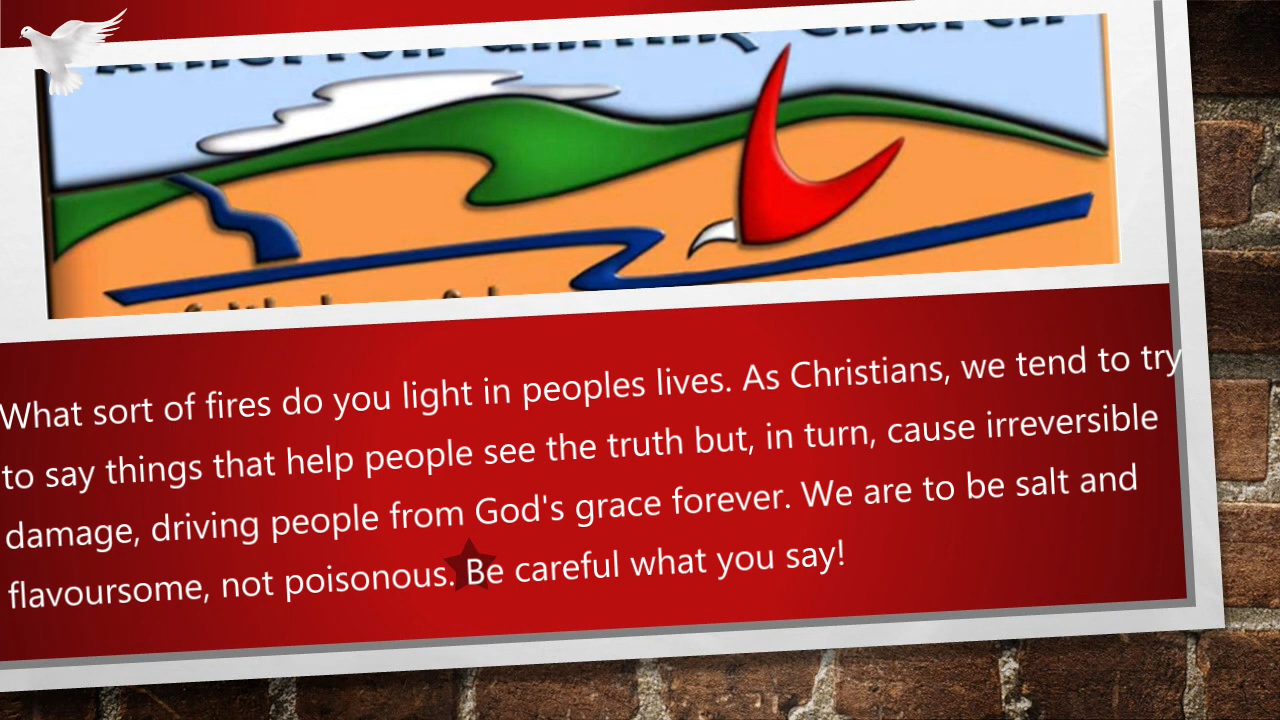 What sort of fires do you light in peoples lives. As Christians, we tend to try
to say things that help people see the truth but, in turn, cause irreversible
damage, driving people from God's grace forever. We are to be salt and
flavoursome, not poisonous. Be careful what you say!